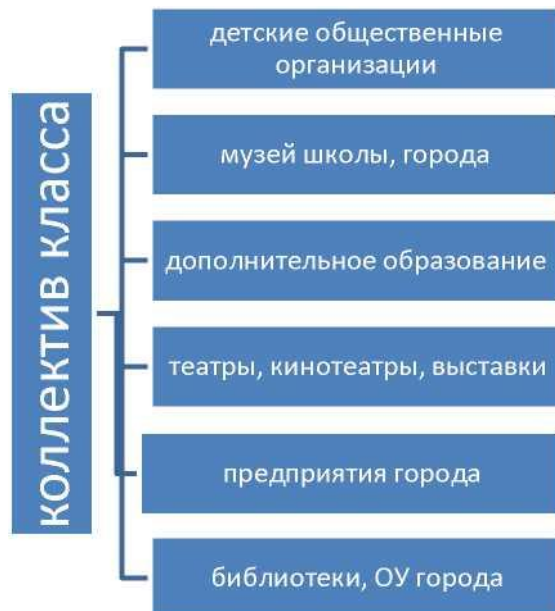 коллектив класса
детские общественные
организации
музей школы, города
дополнительное образование
театры, кинотеатры, выставки
предприятия города
библиотеки, ОУ города